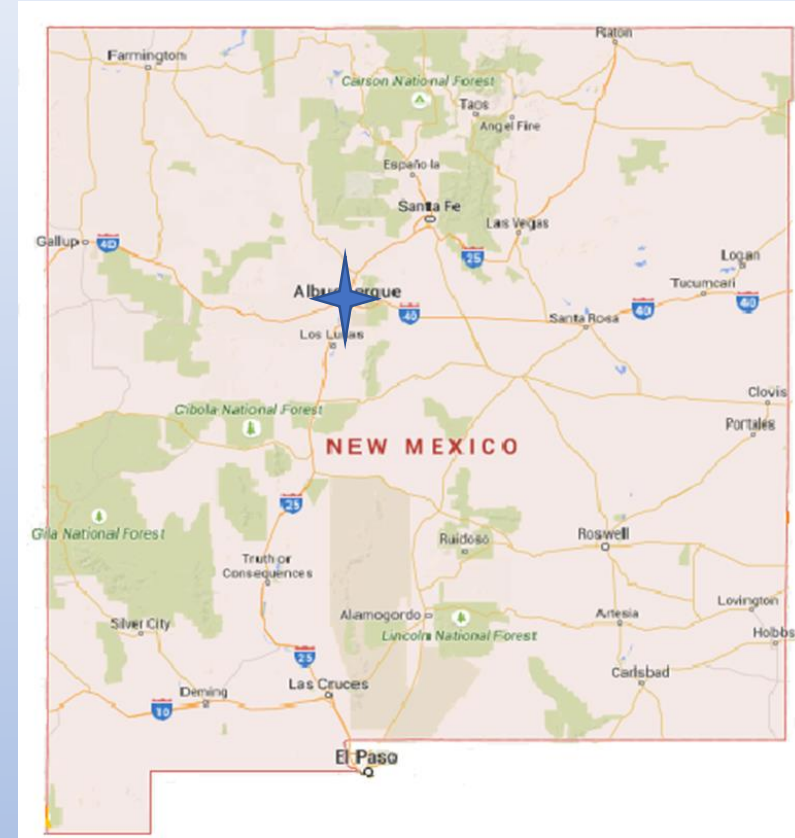 Raton
Farmington
Carson National Forest
Taos
Angel Fire
Española
Santa Fe
Las Vegas
Gallup
40
25
Logan
Tucumcari
Albuquerque
40
40
40
Santa Rosa
Los Lunas
Clovis
Cibola National Forest
Portales
NEW MEXICO
25
Gila National Forest
Ruidoso
Roswell
Truth or
Consequences
Lovington
Alamogordo
Artesia
Silver City
Lincoln National Forest
Hobbs
25
Carlsbad
Las Cruces
Deming
10
El Paso